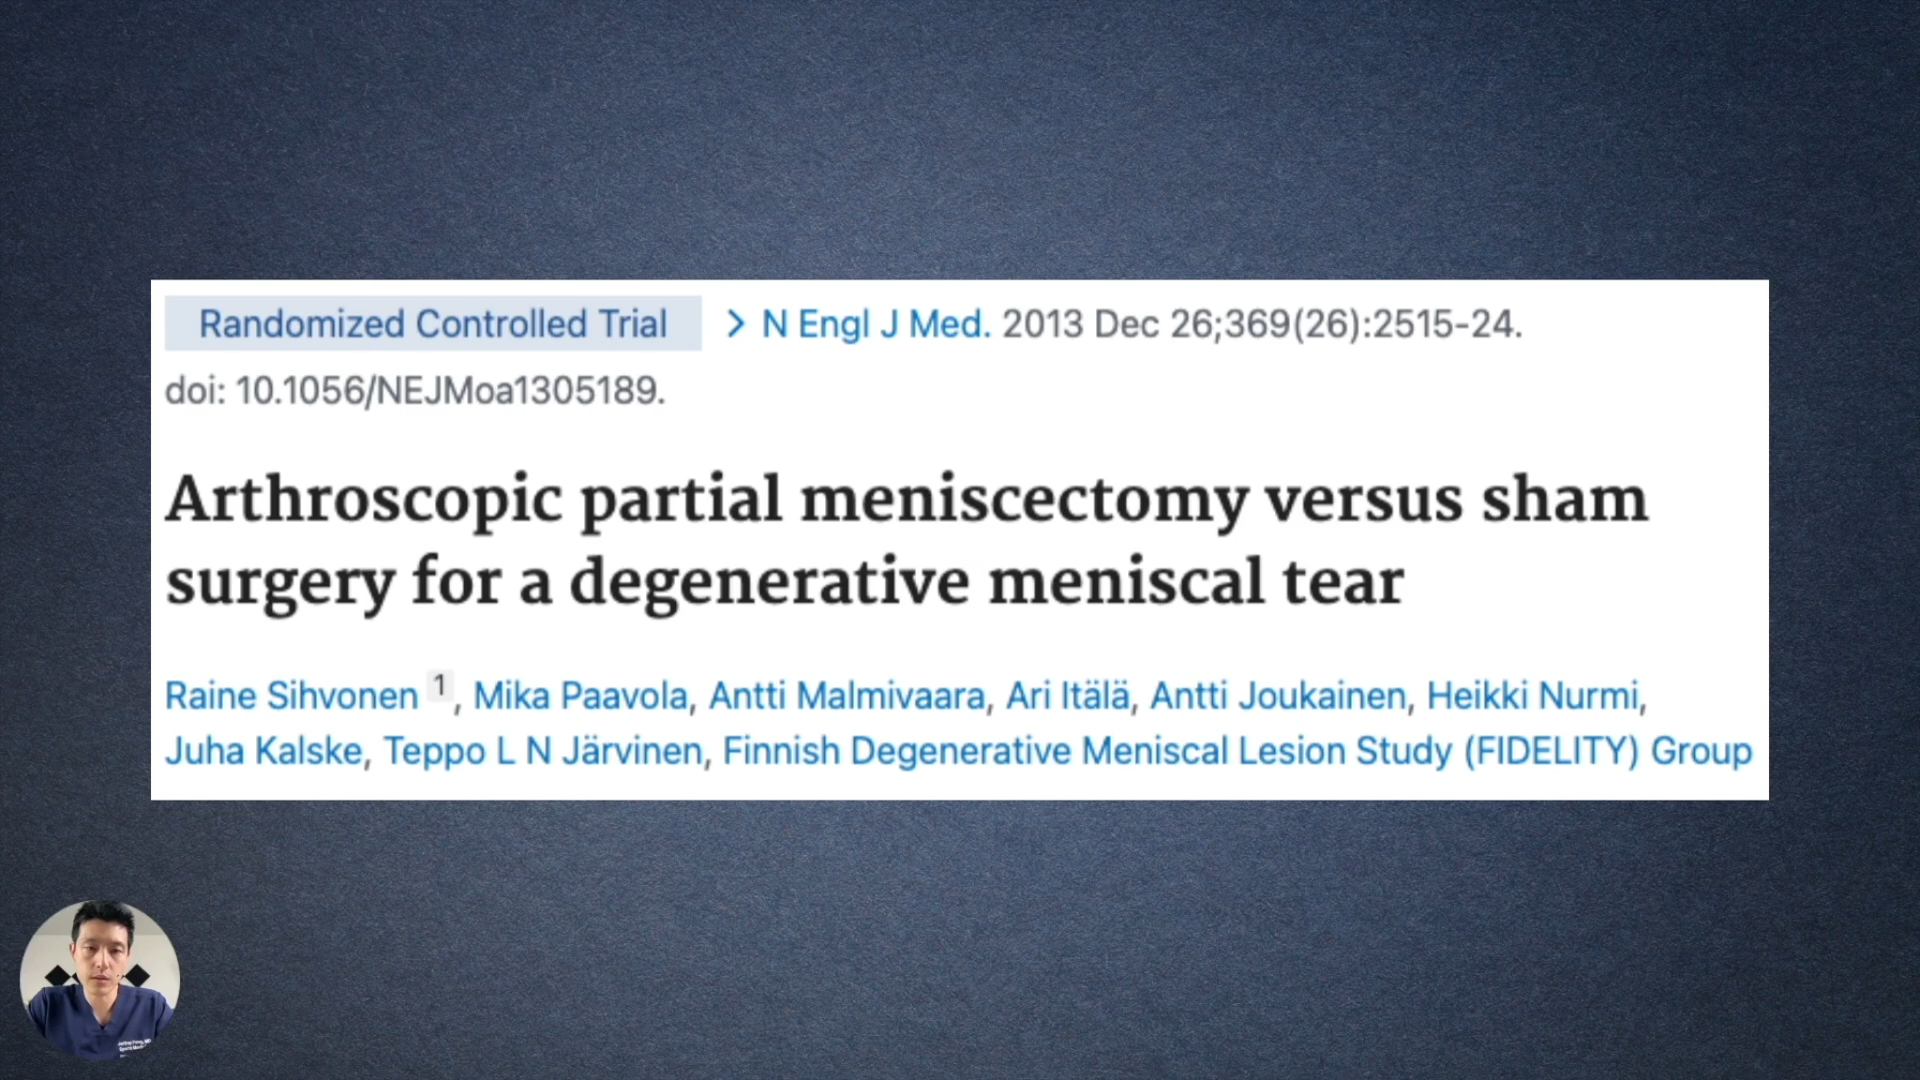 Randomized Controlled Trial > N Engl J Med. 2013 Dec 26;369(26):2515-24.
doi: 10.1056/NEJMoa1305189.
Arthroscopic partial meniscectomy versus sham
surgery for a degenerative meniscal tear
Raine Sihvonen 1, Mika Paavola, Antti Malmivaara, Ari Itälä, Antti Joukainen, Heikki Nurmi,
Juha Kalske, Teppo L N Järvinen, Finnish Degenerative Meniscal Lesion Study (FIDELITY) Group